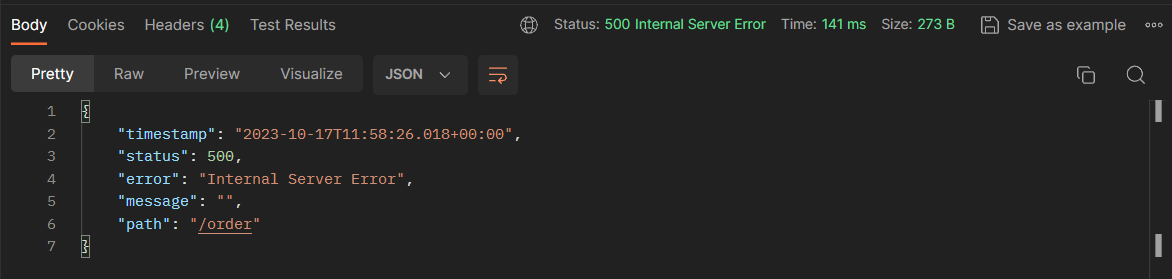 Body Cookies Headers (4) Test Results Status: 500 Internal Server Error Time: 141 ms Size: 273 B Save as example
Pretty Raw Preview Visualize JSON
1 {
2 "timestamp": "2023-10-17T11:58:26.018+00:00",
3 "status": 500,
4 "error": "Internal Server Error",
5 "message": "",
6 "path": "/order"
7 }